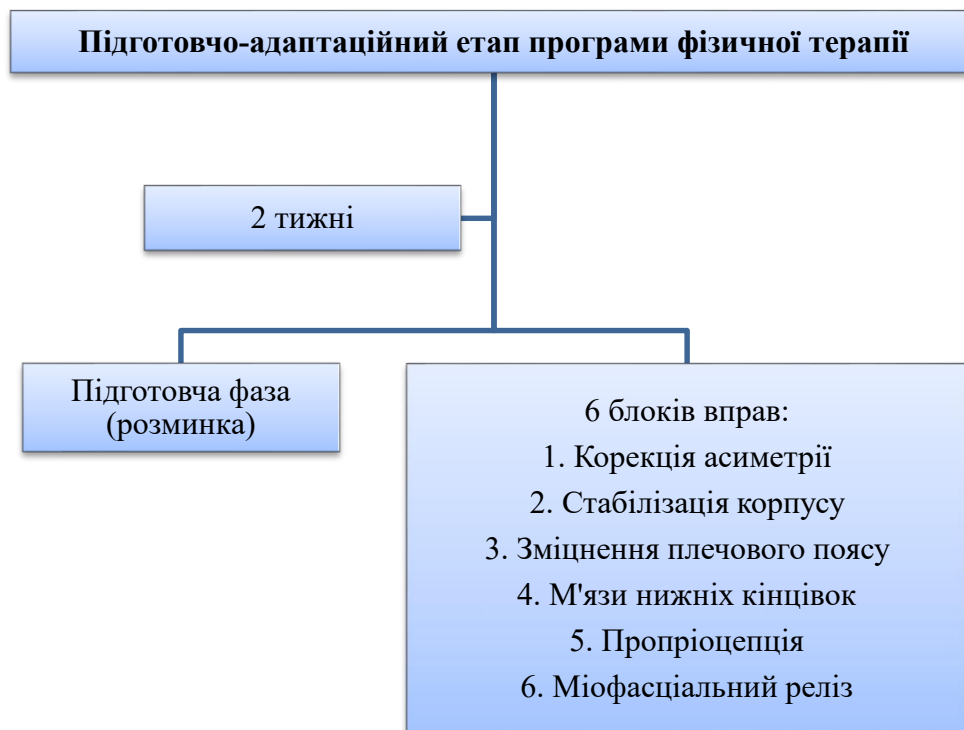 Підготовчо-адаптаційний етап програми фізичної терапії
2 тижні
Підготовча фаза
(розминка)
6 блоків вправ:
1. Корекція асиметрії
2. Стабілізація корпусу
3. Зміцнення плечового поясу
4. М'язи нижніх кінцівок
5. Пропріоцепція
6. Міофасціальний реліз